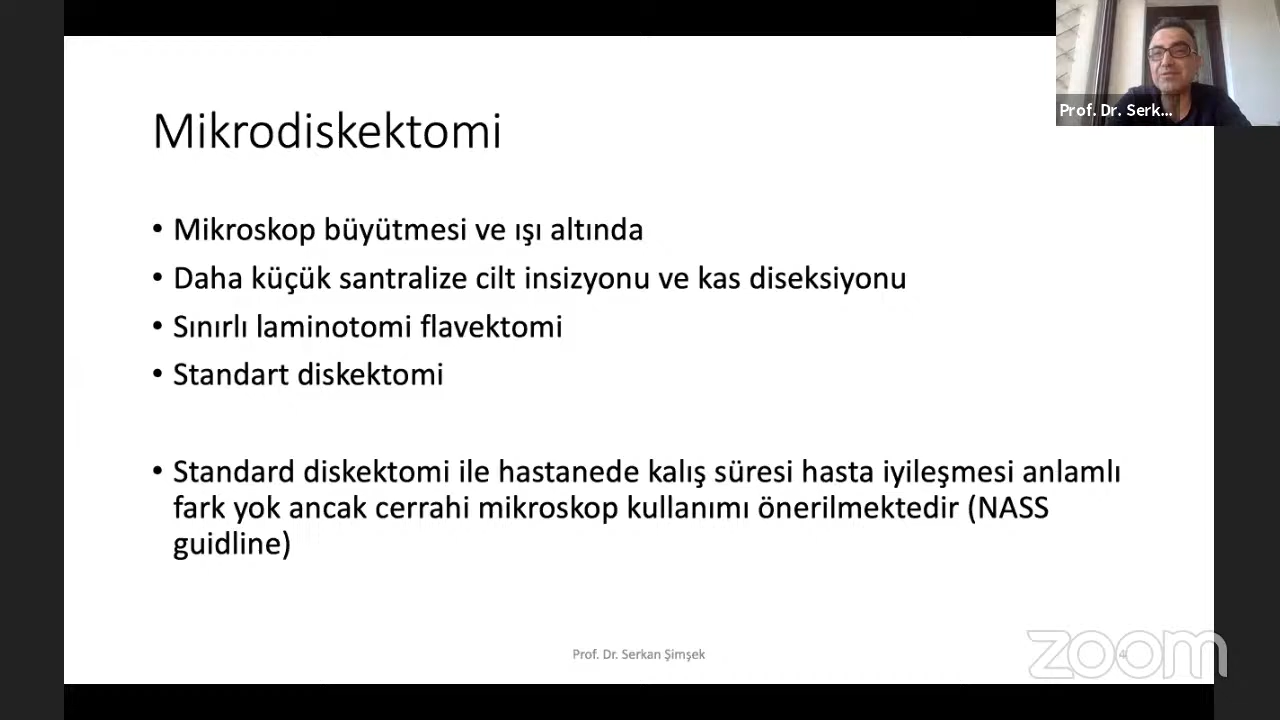 Prof. Dr. Serk...
Mikrodiskektomi
• Mikroskop büyütmesi ve ışı altında
• Daha küçük santralize cilt insizyonu ve kas diseksiyonu
• Sınırlı laminotomi flavektomi
• Standart diskektomi
• Standard diskektomi ile hastanede kalış süresi hasta iyileşmesi anlamlı
fark yok ancak cerrahi mikroskop kullanımı önerilmektedir (NASS
guidline)
Prof. Dr. Serkan Şimşek
zoom